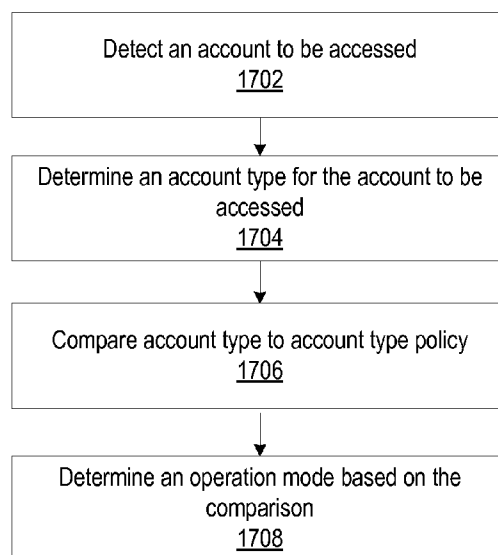 Detect an account to be accessed
1702
Determine an account type for the account to be
accessed
1704
Compare account type to account type policy
1706
Determine an operation mode based on the
comparison
1708